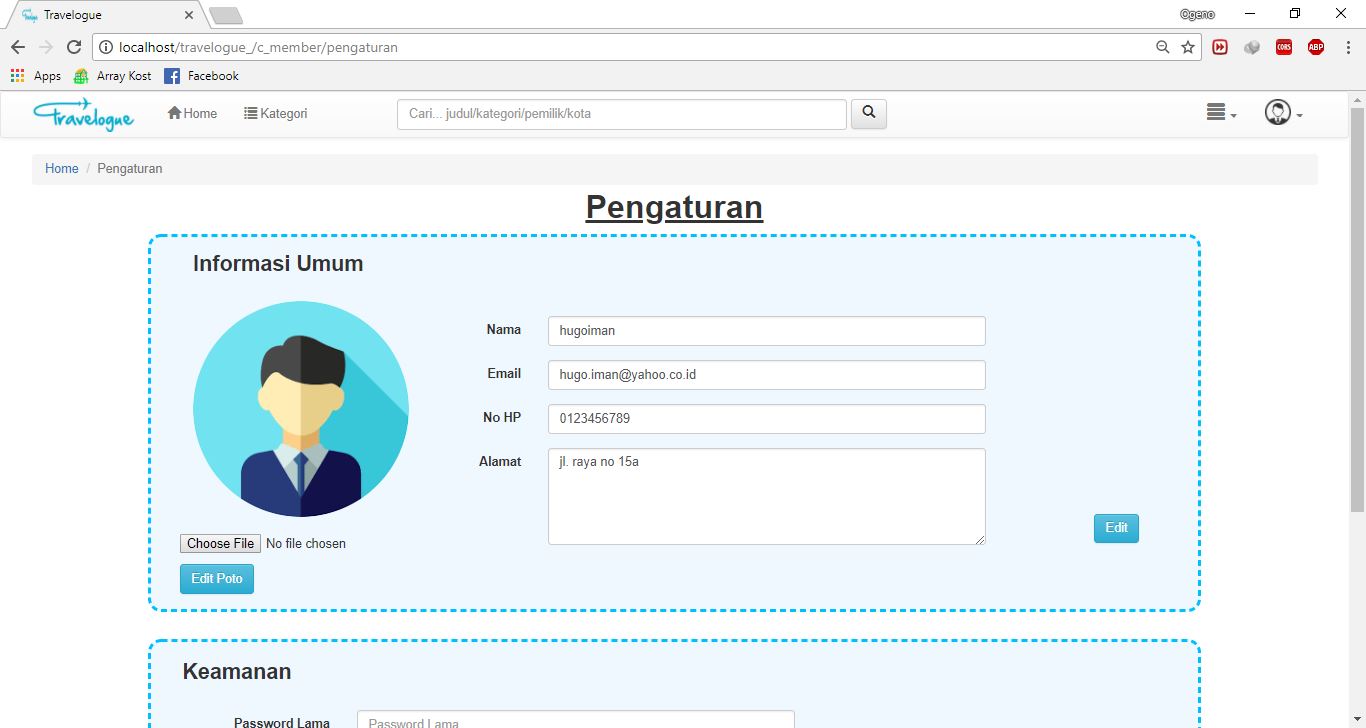 Travelogue
Ogeno
localhost/travelogue_/c_member/pengaturan
CORS
ABP
Apps Array Kost Facebook
Travelogue Home Kategori Cari... judul/kategori/pemilik/kota
Home / Pengaturan
Pengaturan
Informasi Umum
Nama hugoiman
Email hugo.iman@yahoo.co.id
No HP 0123456789
Alamat jl. raya no 15a
Edit
Choose File No file chosen
Edit Poto
Keamanan
Password Lama Password Lama